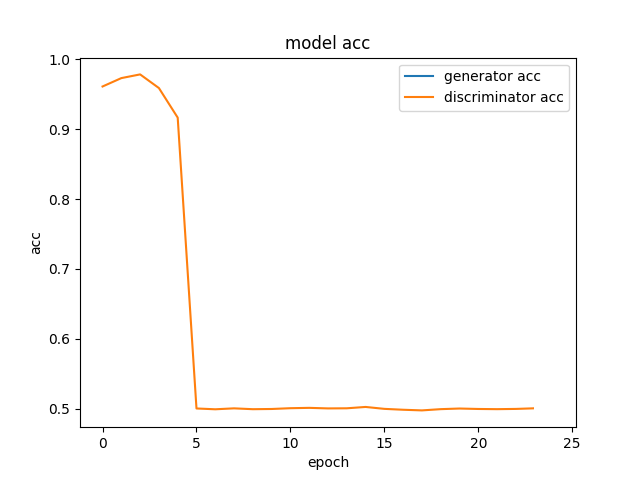 model acc
generator acc
discriminator acc
acc
1.0
0.9
0.8
0.7
0.6
0.5
0 5 10 15 20 25
epoch